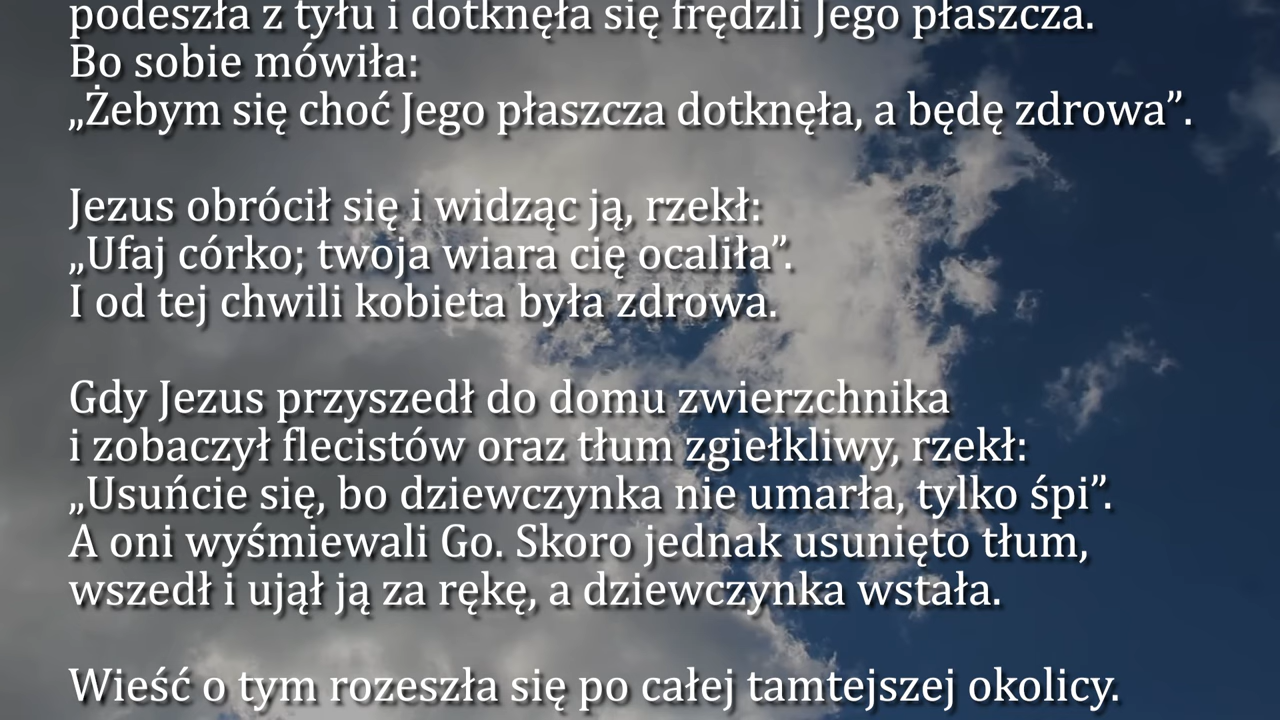 podeszła z tyłu i dotknęła się frędzli Jego płaszcza.
Bo sobie mówiła:
„Żebym się choć Jego płaszcza dotknęła, a będę zdrowa”.
Jezus obrócił się i widząc ją, rzekł:
„Ufaj córko; twoja wiara cię ocaliła”.
I od tej chwili kobieta była zdrowa.
Gdy Jezus przyszedł do domu zwierzchnika
i zobaczył flecistów oraz tłum zgiełkliwy, rzekł:
„Usuńcie się, bo dziewczynka nie umarła, tylko śpi”.
A oni wyśmiewali Go. Skoro jednak usunięto tłum,
wszedł i ujął ją za rękę, a dziewczynka wstała.
Wieść o tym rozeszła się po całej tamtejszej okolicy.